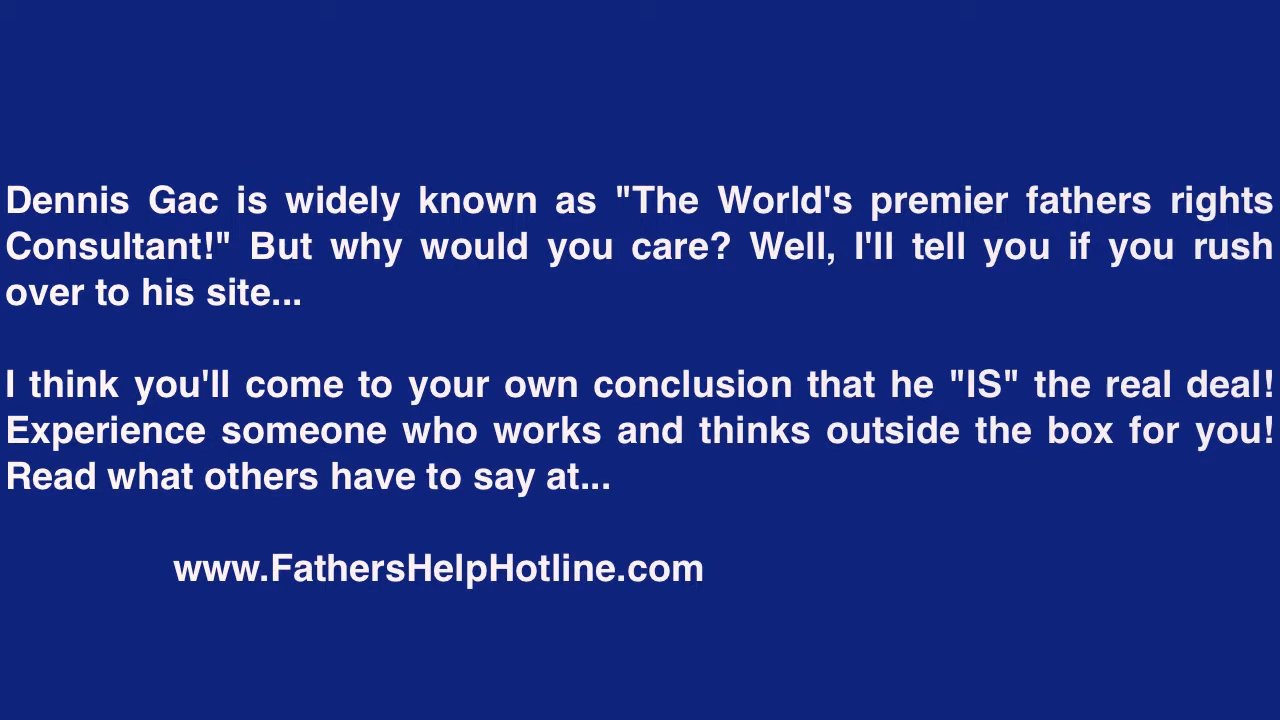 Dennis Gac is widely known as "The World's premier fathers rights
Consultant!" But why would you care? Well, I'll tell you if you rush
over to his site...
I think you'll come to your own conclusion that he "IS" the real deal!
Experience someone who works and thinks outside the box for you!
Read what others have to say at...
www.FathersHelpHotline.com